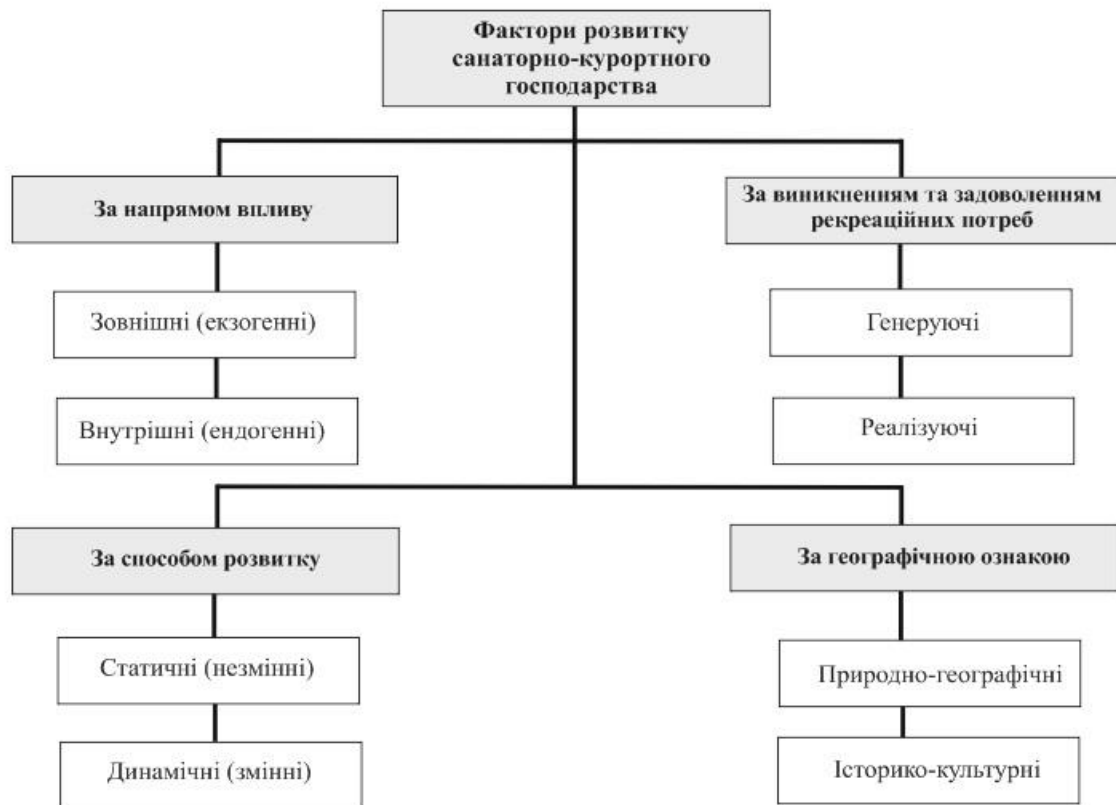 Фактори розвитку
санаторно-курортного
господарства
За напрямом впливу
Зовнішні (екзогенні)
Внутрішні (ендогенні)
За виникненням та задоволенням
рекреаційних потреб
Генеруючі
Реалізуючі
За способом розвитку
Статичні (незмінні)
Динамічні (змінні)
За географічною ознакою
Природно-географічні
Історико-культурні